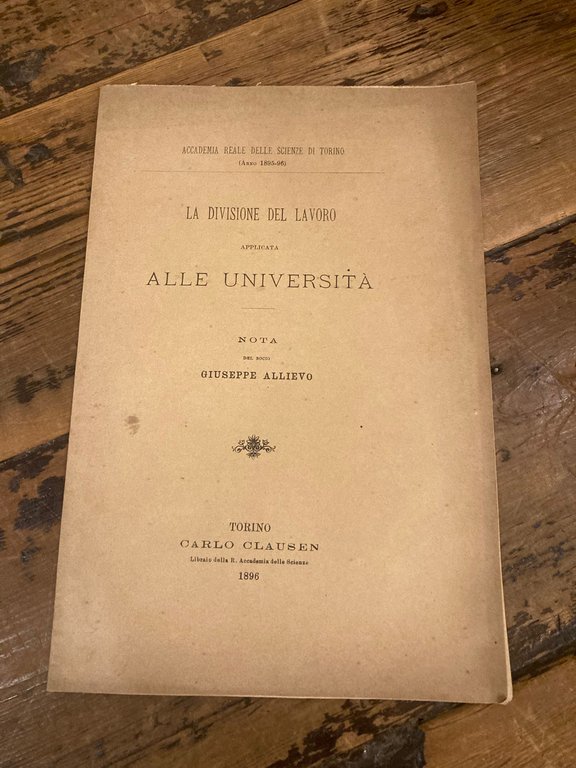 ACCADEMIA REALE DELLE SCIENZE DI TORINO
(Anno 1895-96)
LA DIVISIONE DEL LAVORO
APPLICATA
ALLE UNIVERSITÀ
NOTA
DEL SOCIO
GIUSEPPE ALLIEVO
TORINO
CARLO CLAUSEN
Libraio della R. Accademia delle Scienze
1896